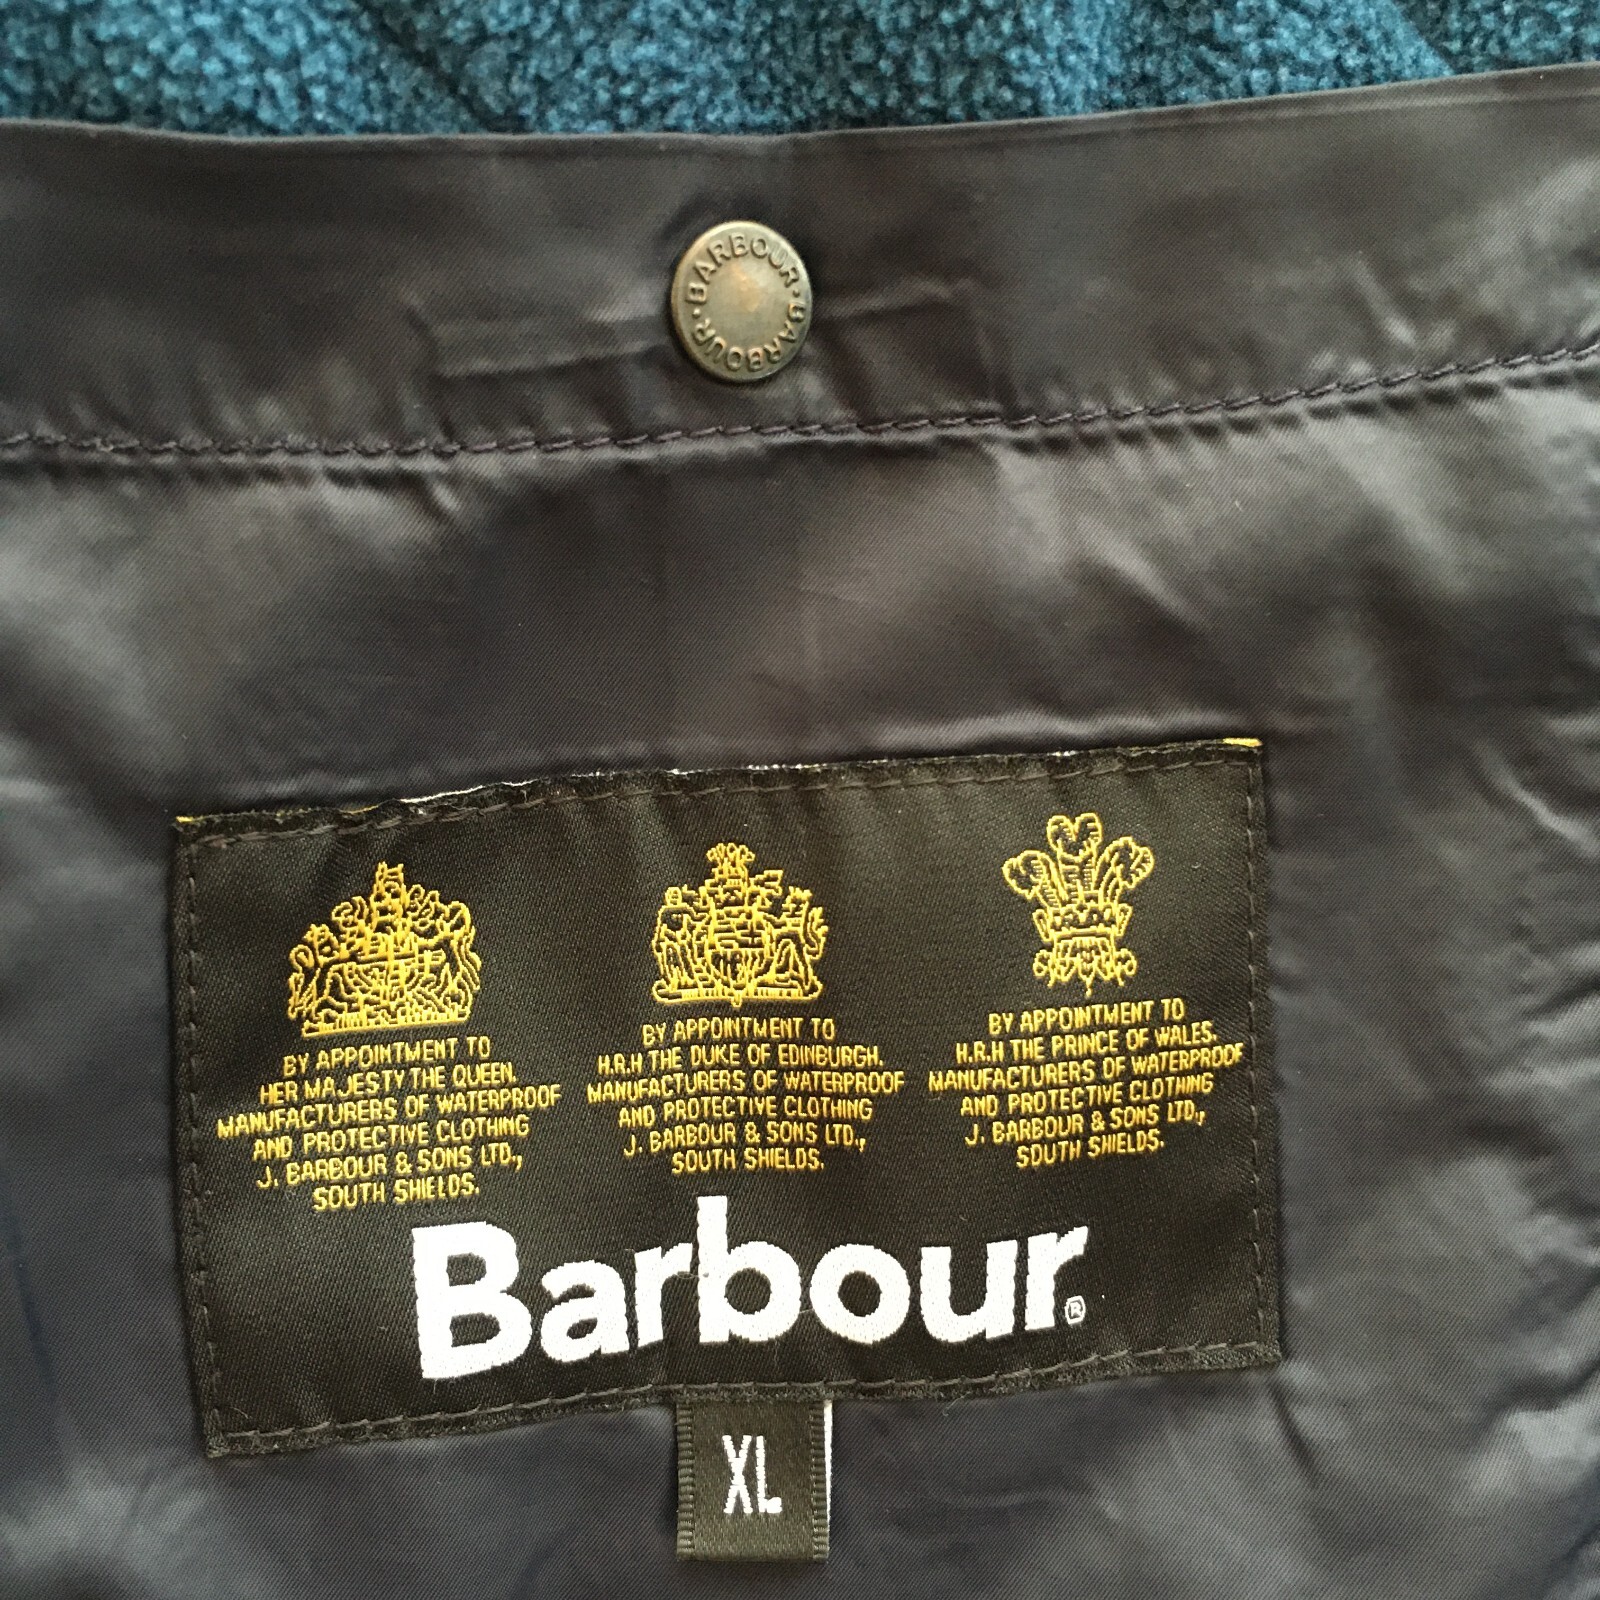 BARBOUR · BARBOUR ·
BY APPOINTMENT TO
HER MAJESTY THE QUEEN.
MANUFACTURERS OF WATERPROOF
AND PROTECTIVE CLOTHING
J. BARBOUR & SONS LTD.,
SOUTH SHIELDS.
BY APPOINTMENT TO
H.R.H THE DUKE OF EDINBURGH.
MANUFACTURERS OF WATERPROOF
AND PROTECTIVE CLOTHING
J. BARBOUR & SONS LTD.,
SOUTH SHIELDS.
BY APPOINTMENT TO
H.R.H THE PRINCE OF WALES.
MANUFACTURERS OF WATERPROOF
AND PROTECTIVE CLOTHING
J. BARBOUR & SONS LTD.,
SOUTH SHIELDS.
Barbour®
XL